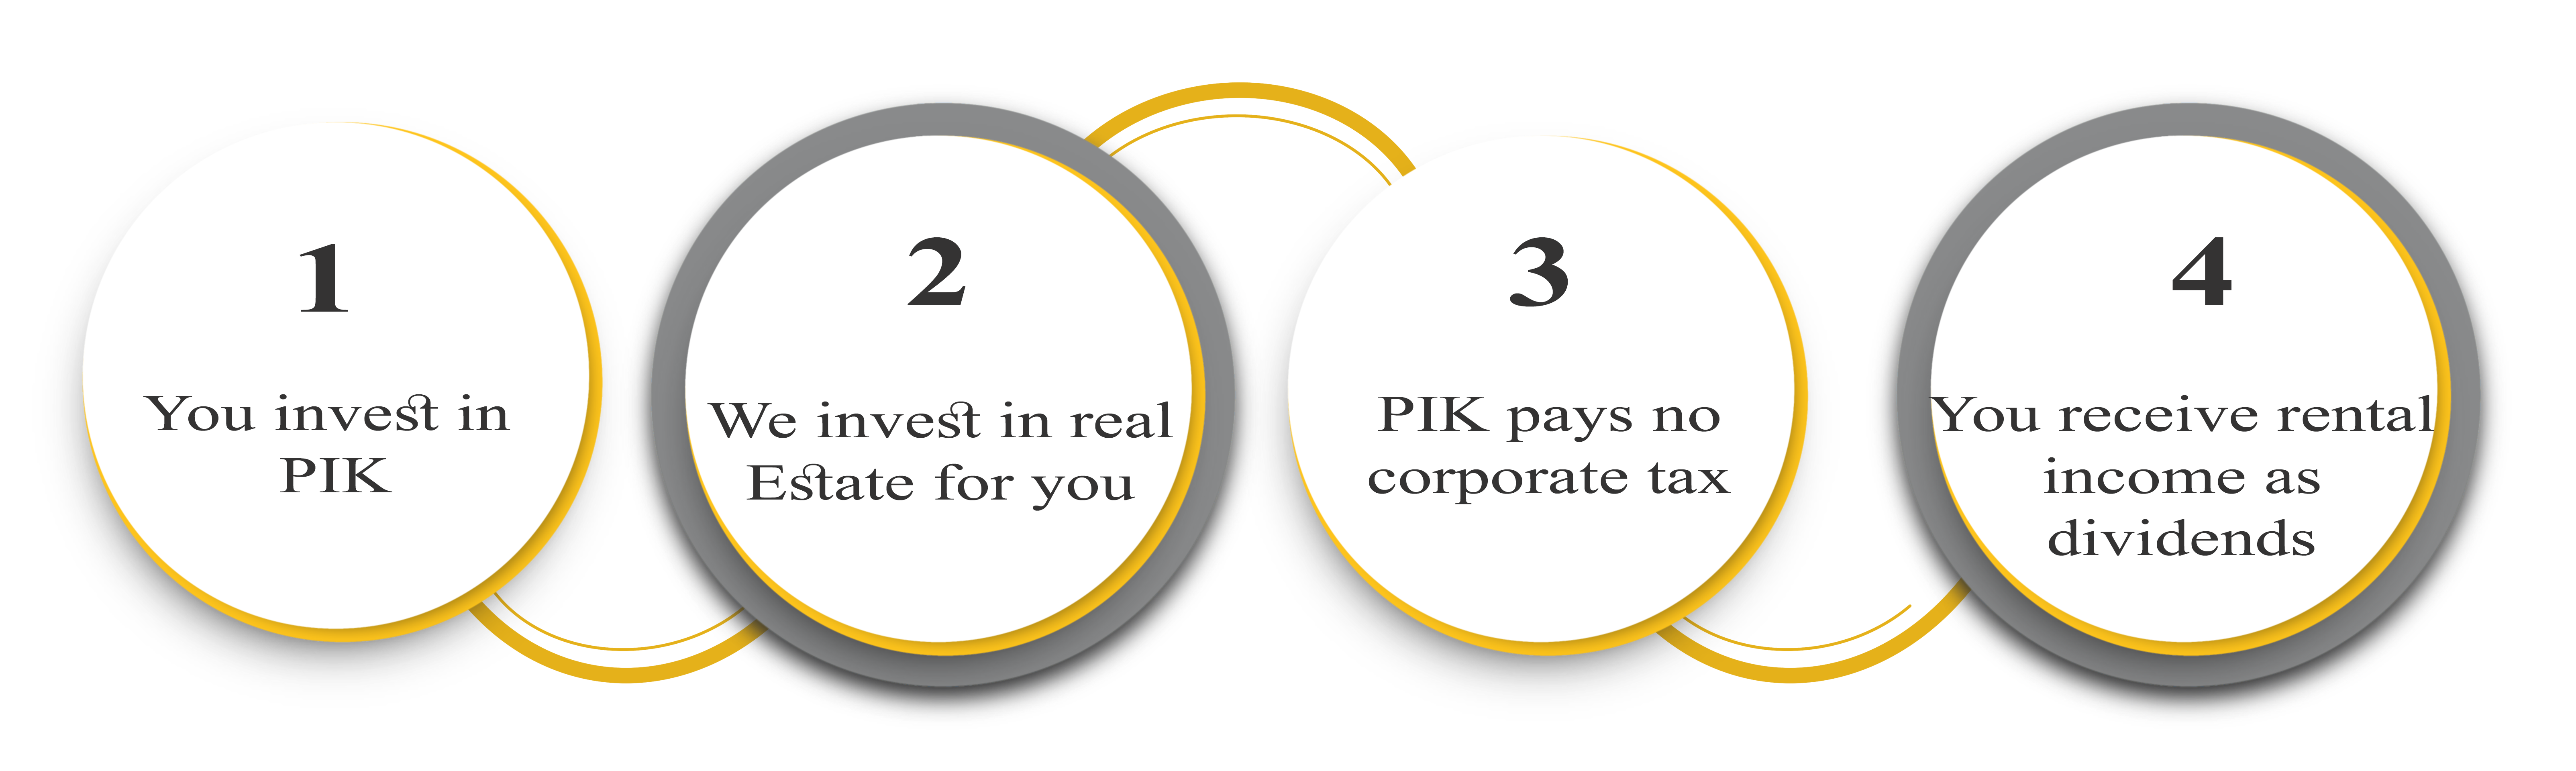 1
You invest in
PIK
2
We invest in real
Estate for you
3
PIK pays no
corporate tax
4
You receive rental
income as
dividends